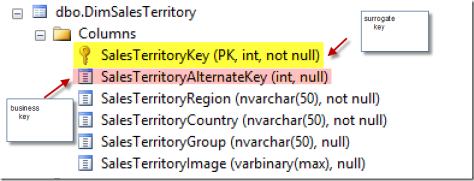 dbo.DimSalesTerritory
surrogate
key
Columns
SalesTerritoryKey (PK, int, not null)
SalesTerritoryAlternateKey (int, null)
business
key
SalesTerritoryRegion (nvarchar(50), not null)
SalesTerritoryCountry (nvarchar(50), not null)
SalesTerritoryGroup (nvarchar(50), null)
SalesTerritoryImage (varbinary(max), null)